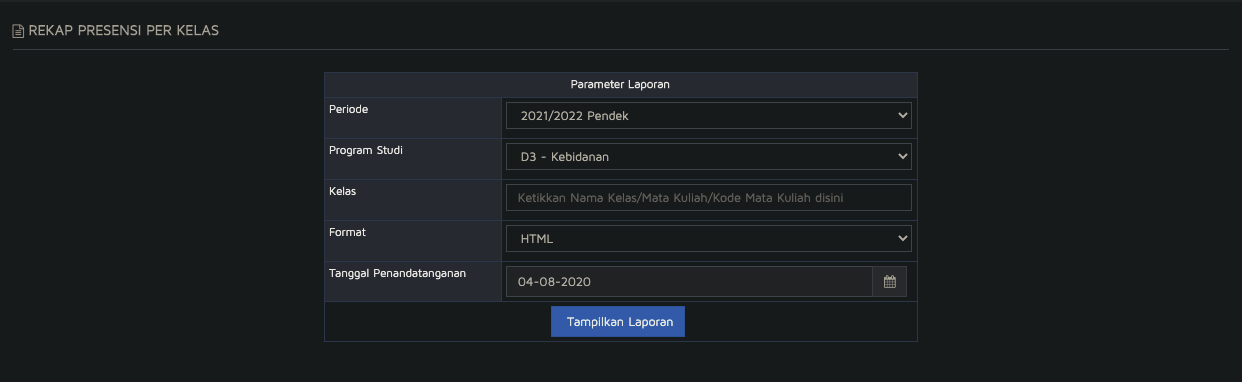 REKAP PRESENSI PER KELAS
Parameter Laporan
Periode
2021/2022 Pendek
Program Studi
D3 - Kebidanan
Kelas
Ketikkan Nama Kelas/Mata Kuliah/Kode Mata Kuliah disini
Format
HTML
Tanggal Penandatanganan
04-08-2020
Tampilkan Laporan